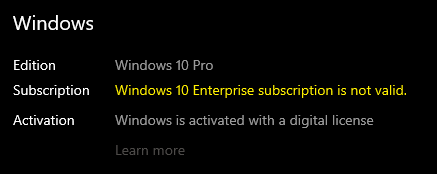 Windows
Edition Windows 10 Pro
Subscription Windows 10 Enterprise subscription is not valid.
Activation Windows is activated with a digital license
Learn more